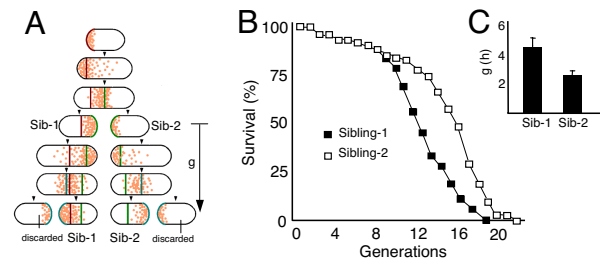 A
Sib-1
Sib-2
g
discarded
Sib-1
Sib-2
discarded
B
Survival (%)
100
75
50
25
0
Sibling-1
Sibling-2
0
4
8
12
16
20
Generations
C
g (h)
6
4
2
Sib-1
Sib-2